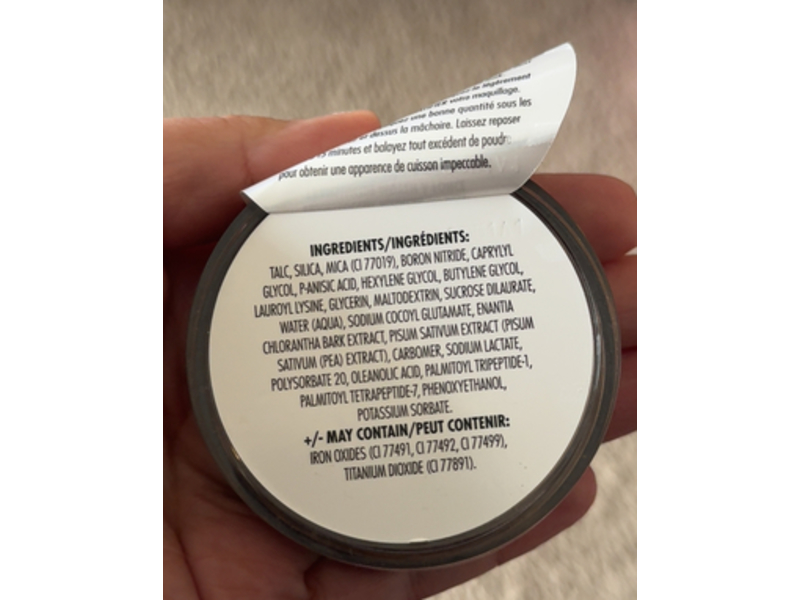 légèrement
votre maquillage.
une bonne quantité sous les
dessus la mâchoire. Laissez reposer
minutes et balayez tout excédent de poudre
pour obtenir une apparence de cuisson impeccable.
INGREDIENTS/INGRÉDIENTS:
TALC, SILICA, MICA (CI 77019), BORON NITRIDE, CAPRYLYL
GLYCOL, P-ANISIC ACID, HEXYLENE GLYCOL, BUTYLENE GLYCOL,
LAUROYL LYSINE, GLYCERIN, MALTODEXTRIN, SUCROSE DILAURATE,
WATER (AQUA), SODIUM COCOYL GLUTAMATE, ENANTIA
CHLORANTHA BARK EXTRACT, PISUM SATIVUM EXTRACT (PISUM
SATIVUM (PEA) EXTRACT), CARBOMER, SODIUM LACTATE,
POLYSORBATE 20, OLEANOLIC ACID, PALMITOYL TRIPEPTIDE-1,
PALMITOYL TETRAPEPTIDE-7, PHENOXYETHANOL,
POTASSIUM SORBATE.
+/- MAY CONTAIN/PEUT CONTENIR:
IRON OXIDES (CI 77491, CI 77492, CI 77499),
TITANIUM DIOXIDE (CI 77891).